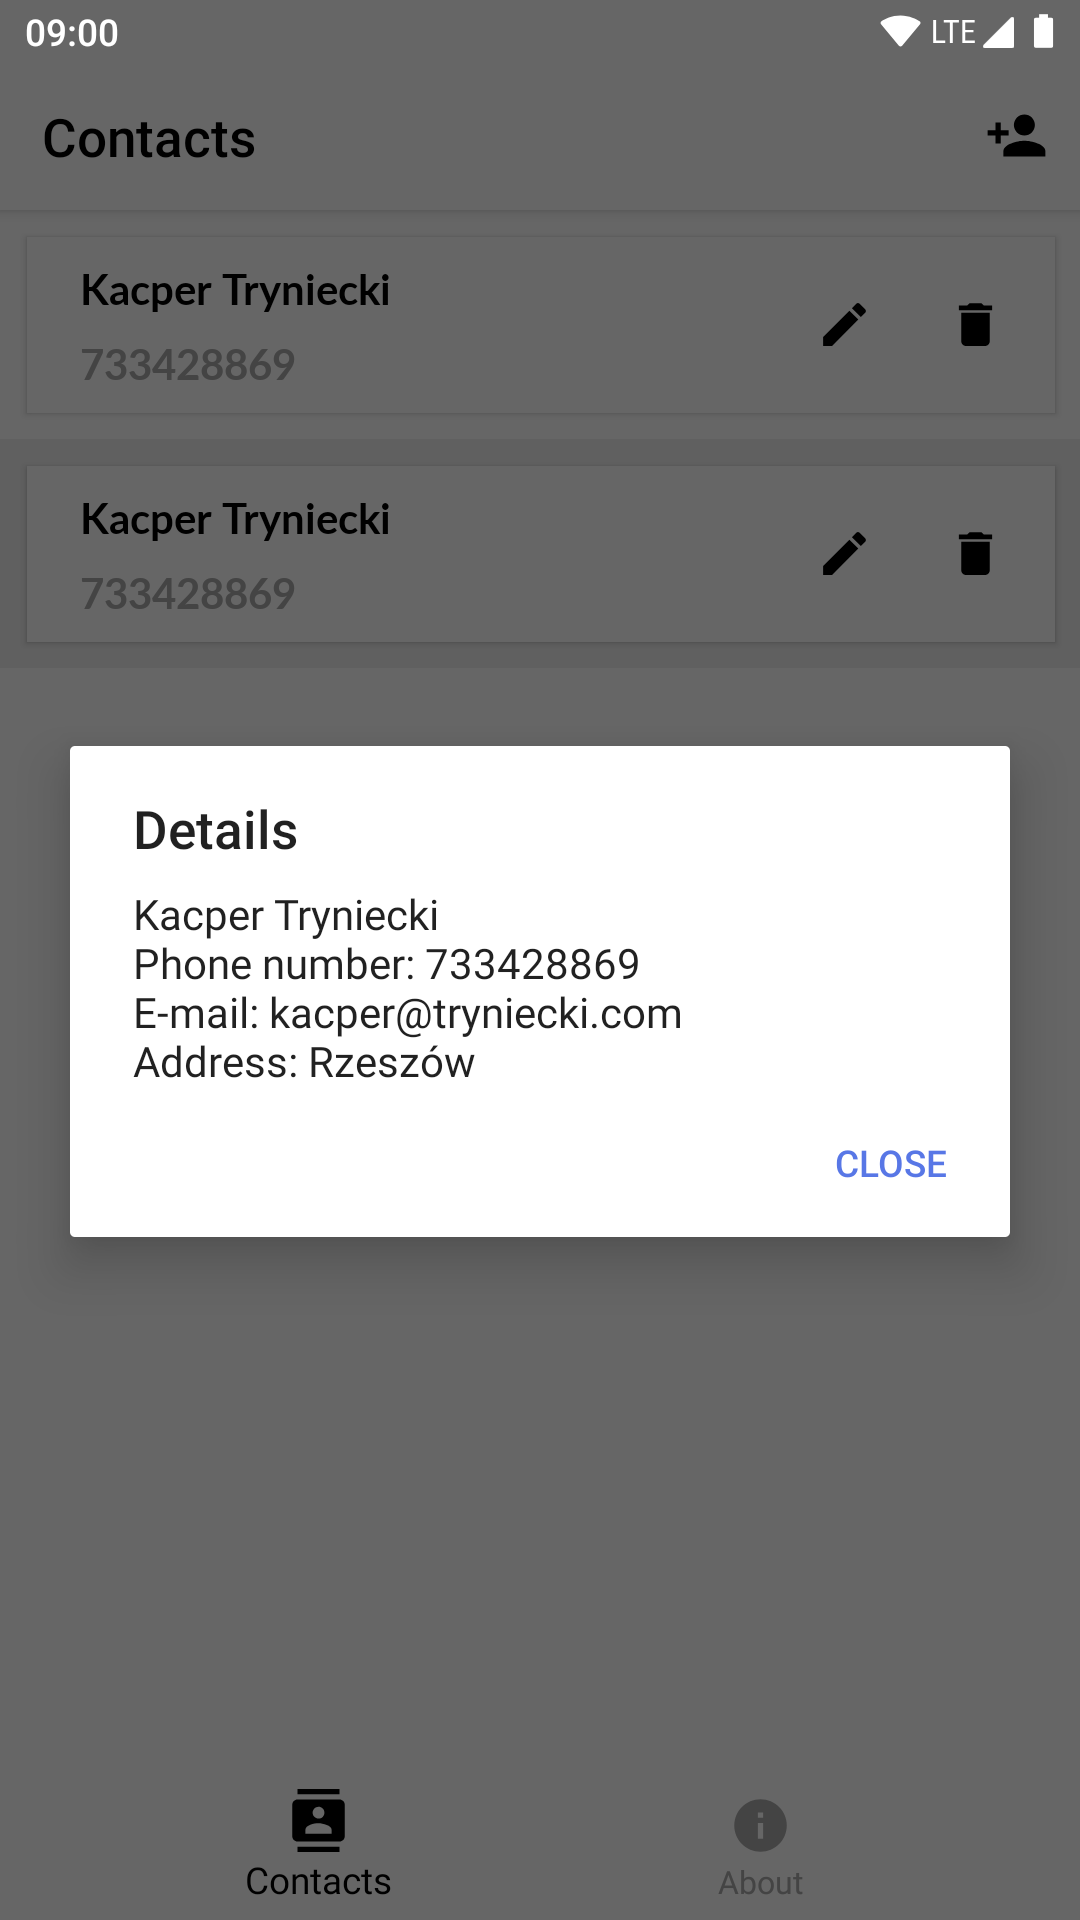 09:00 LTE
Contacts
Kacper Tryniecki
733428869
Kacper Tryniecki
733428869
Details
Kacper Tryniecki
Phone number: 733428869
E-mail: kacper@tryniecki.com
Address: Rzeszów
CLOSE
Contacts
About